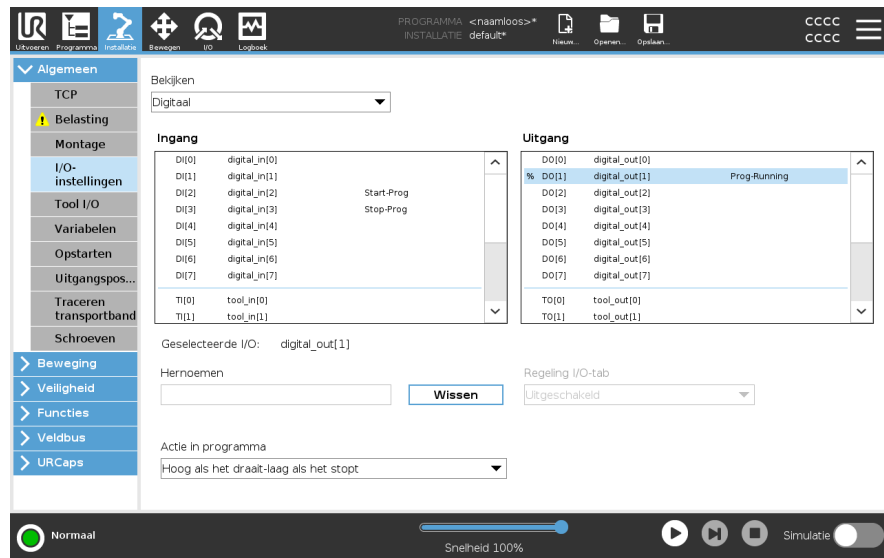 PROGRAMMA <naamloos>*
INSTALLATIE default*
cccc
cccc
Uitvoeren Programma Installatie Bewegen I/O Logboek Nieuw... Openen... Opslaan...
Algemeen
TCP
Belasting
Montage
I/O-
instellingen
Tool I/O
Variabelen
Opstarten
Uitgangspos...
Traceren
transportband
Schroeven
Beweging
Veiligheid
Functies
Veldbus
URCaps
Bekijken
Digitaal
Ingang
DI[0] digital_in[0]
DI[1] digital_in[1]
DI[2] digital_in[2] Start-Prog
DI[3] digital_in[3] Stop-Prog
DI[4] digital_in[4]
DI[5] digital_in[5]
DI[6] digital_in[6]
DI[7] digital_in[7]
TI[0] tool_in[0]
TI[1] tool_in[1]
Uitgang
DO[0] digital_out[0]
% DO[1] digital_out[1] Prog-Running
DO[2] digital_out[2]
DO[3] digital_out[3]
DO[4] digital_out[4]
DO[5] digital_out[5]
DO[6] digital_out[6]
DO[7] digital_out[7]
TO[0] tool_out[0]
TO[1] tool_out[1]
Geselecteerde I/O: digital_out[1]
Hernoemen
Wissen
Regeling I/O-tab
Uitgeschakeld
Actie in programma
Hoog als het draait-laag als het stopt
Normaal
Snelheid 100%
Simulatie